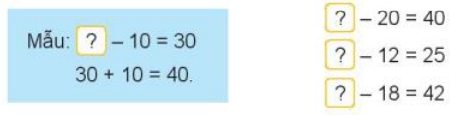 Mẫu: ? – 10 = 30
30 + 10 = 40.
? – 20 = 40
? – 12 = 25
? – 18 = 42